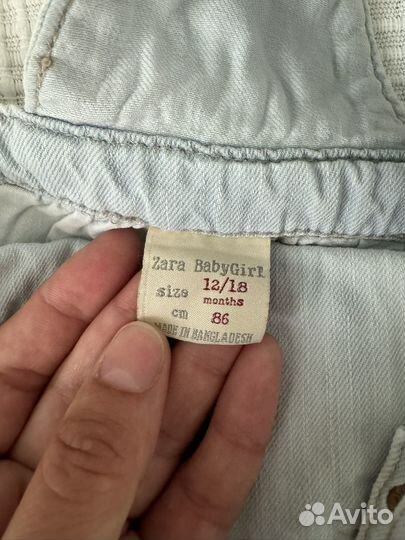 Zara BabyGirl
size 12/18
months
cm 86
MADE IN BANGLADESH
Avito